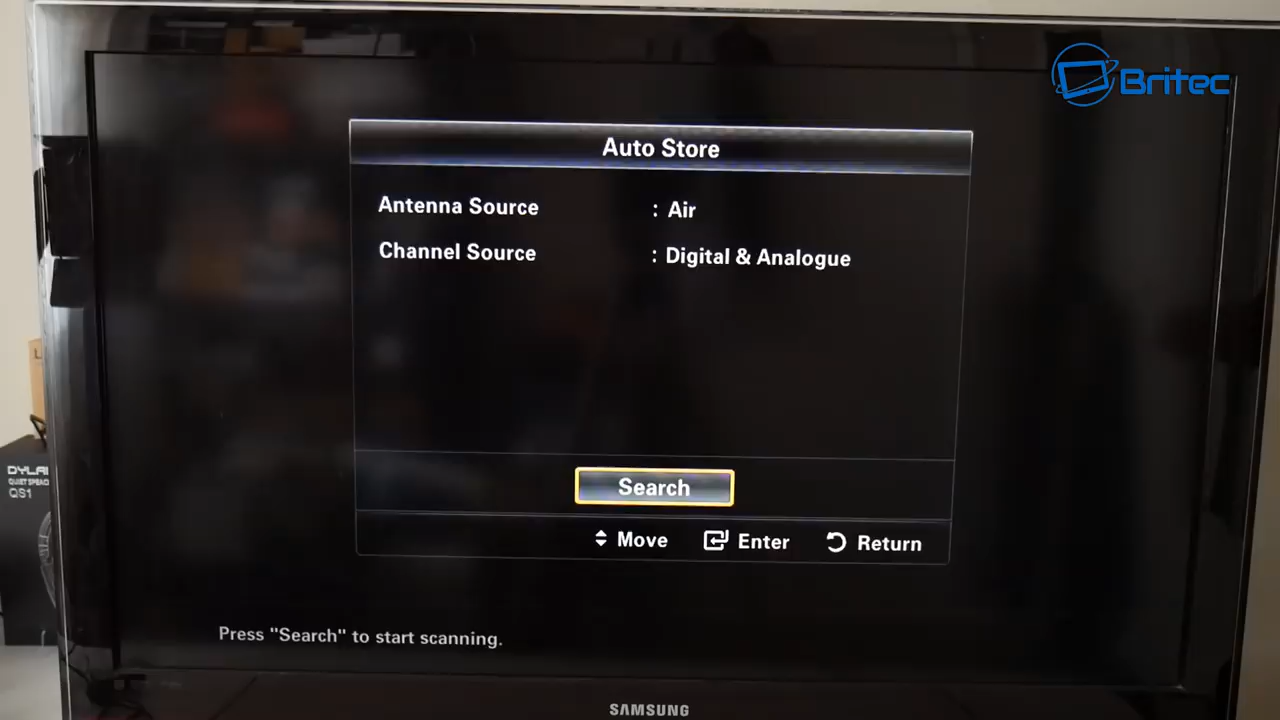 Britec
Auto Store
Antenna Source : Air
Channel Source : Digital & Analogue
Search
Move Enter Return
Press "Search" to start scanning.
SAMSUNG
QS1